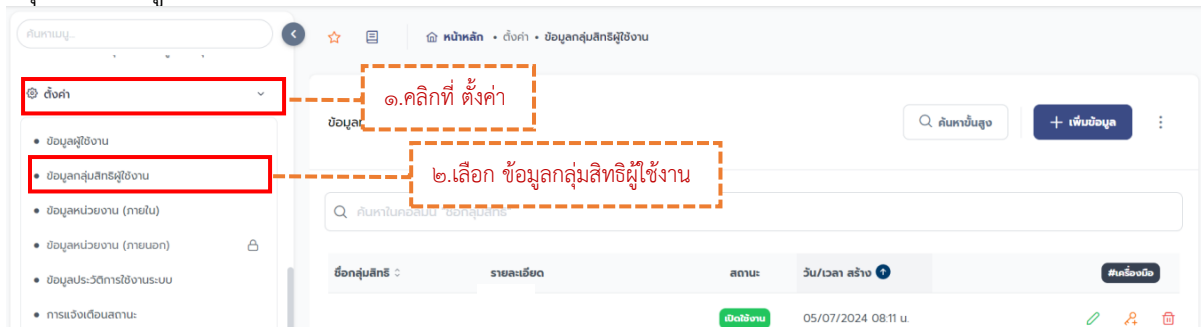 ค้นหาเมนู..
หน้าหลัก • ตั้งค่า • ข้อมูลกลุ่มสิทธิผู้ใช้งาน
ตั้งค่า
๑.คลิกที่ ตั้งค่า
ค้นหาขั้นสูง
+ เพิ่มข้อมูล
• ข้อมูลผู้ใช้งาน
• ข้อมูลกลุ่มสิทธิผู้ใช้งาน
๒.เลือก ข้อมูลกลุ่มสิทธิผู้ใช้งาน
• ข้อมูลหน่วยงาน (ภายใน)
• ข้อมูลหน่วยงาน (ภายนอก)
• ข้อมูลประวัติการใช้งานระบบ
• การแจ้งเตือนสถานะ
ชื่อกลุ่มสิทธิ รายละเอียด สถานะ วัน/เวลา สร้าง #เครื่องมือ
เปิดใช้งาน 05/07/2024 08:11 น.